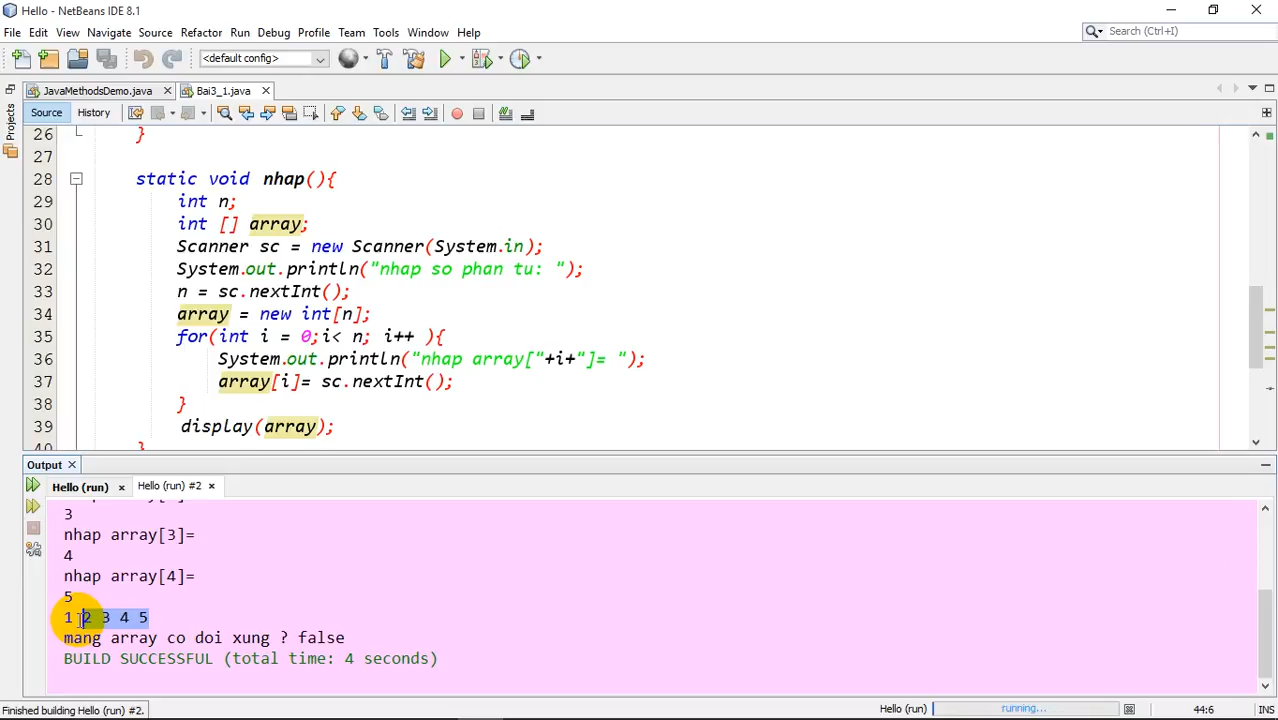 Hello - NetBeans IDE 8.1
File Edit View Navigate Source Refactor Run Debug Profile Team Tools Window Help
Search (Ctrl+I)
<default config>
JavaMethodsDemo.java Bai3_1.java
Source History
Projects
26 }
27
28 static void nhap(){
29 int n;
30 int [] array;
31 Scanner sc = new Scanner(System.in);
32 System.out.println("nhap so phan tu: ");
33 n = sc.nextInt();
34 array = new int[n];
35 for(int i = 0;i< n; i++ ){
36 System.out.println("nhap array["+i+"]= ");
37 array[i]= sc.nextInt();
38 }
39 display(array);
40 }
Output
Hello (run) Hello (run) #2
3
nhap array[3]=
4
nhap array[4]=
5
1 2 3 4 5
mang array co doi xung ? false
BUILD SUCCESSFUL (total time: 4 seconds)
Finished building Hello (run) #2. Hello (run) running... 44:6 INS